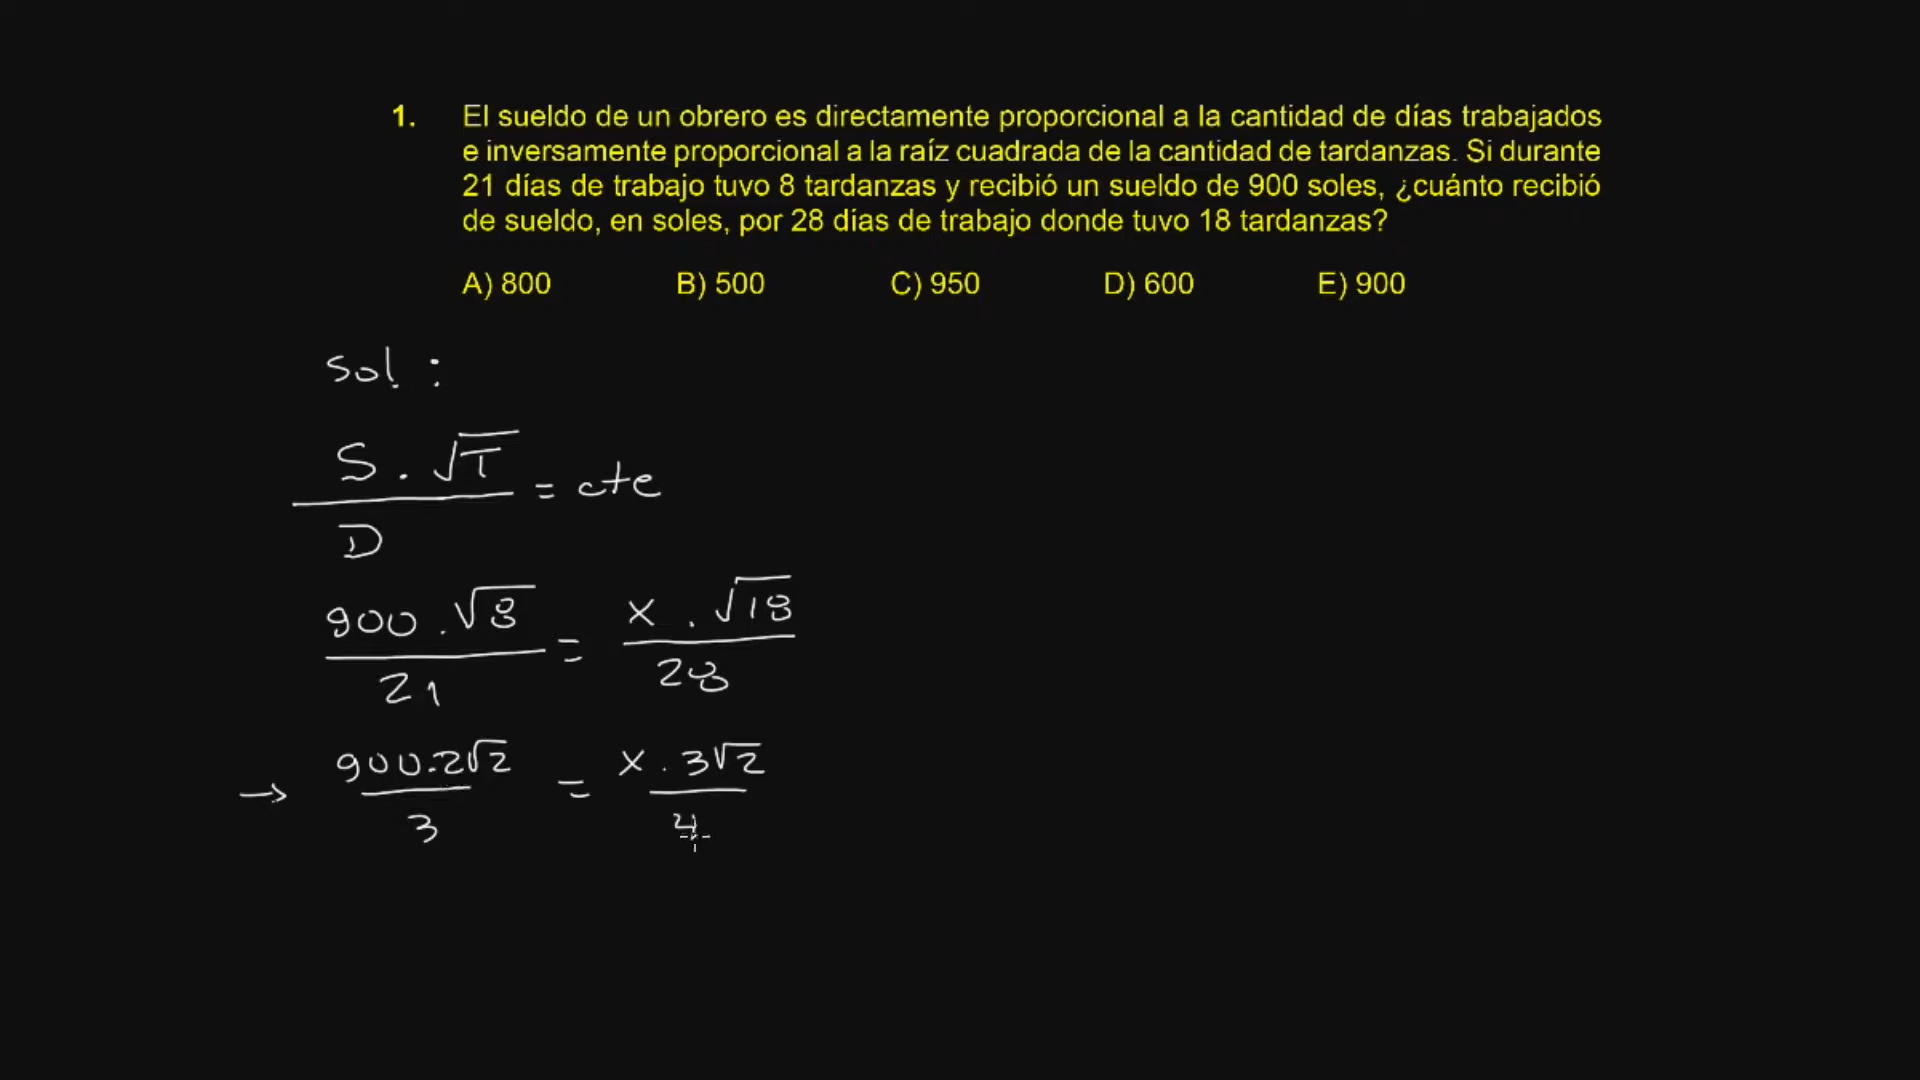 1. El sueldo de un obrero es directamente proporcional a la cantidad de días trabajados
e inversamente proporcional a la raíz cuadrada de la cantidad de tardanzas. Si durante
21 días de trabajo tuvo 8 tardanzas y recibió un sueldo de 900 soles, ¿cuánto recibió
de sueldo, en soles, por 28 días de trabajo donde tuvo 18 tardanzas?
A) 800 B) 500 C) 950 D) 600 E) 900
Sol :
S . √T
= cte
D
900 . √8 = x . √18
21 28
→ 900.2√2 = x . 3√2
3 4